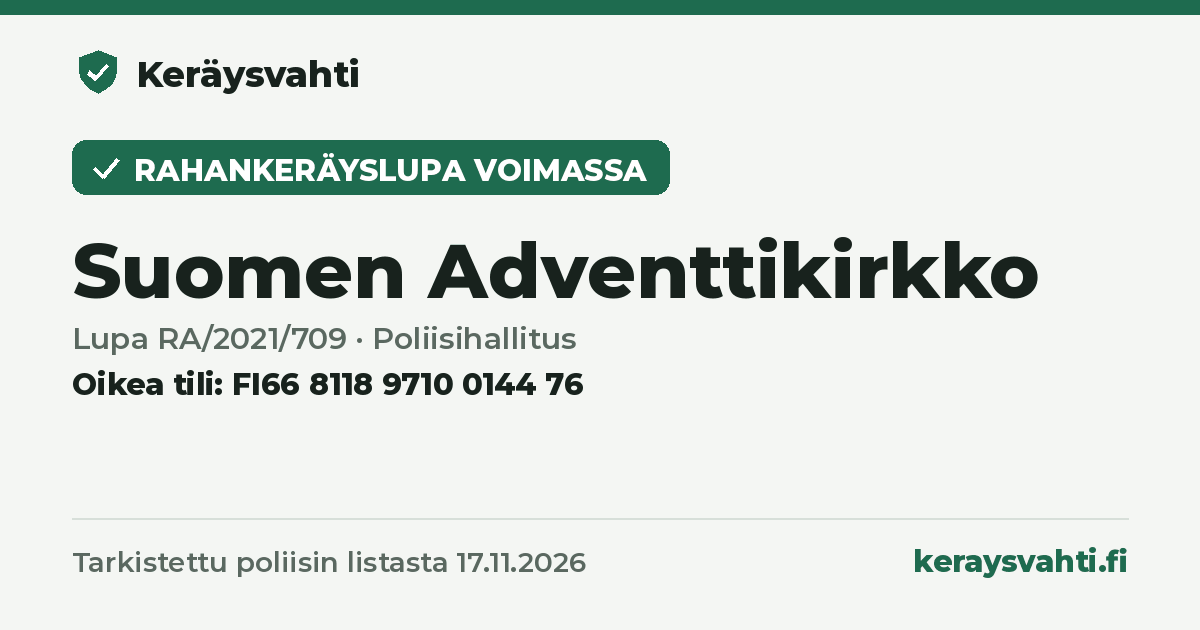 Keräysvahti
RAHANKERÄYSLUPA VOIMASSA
Suomen Adventtikirkko
Lupa RA/2021/709 · Poliisihallitus
Oikea tili: FI66 8118 9710 0144 76
Tarkistettu poliisin listasta 17.11.2026
keraysvahti.fi